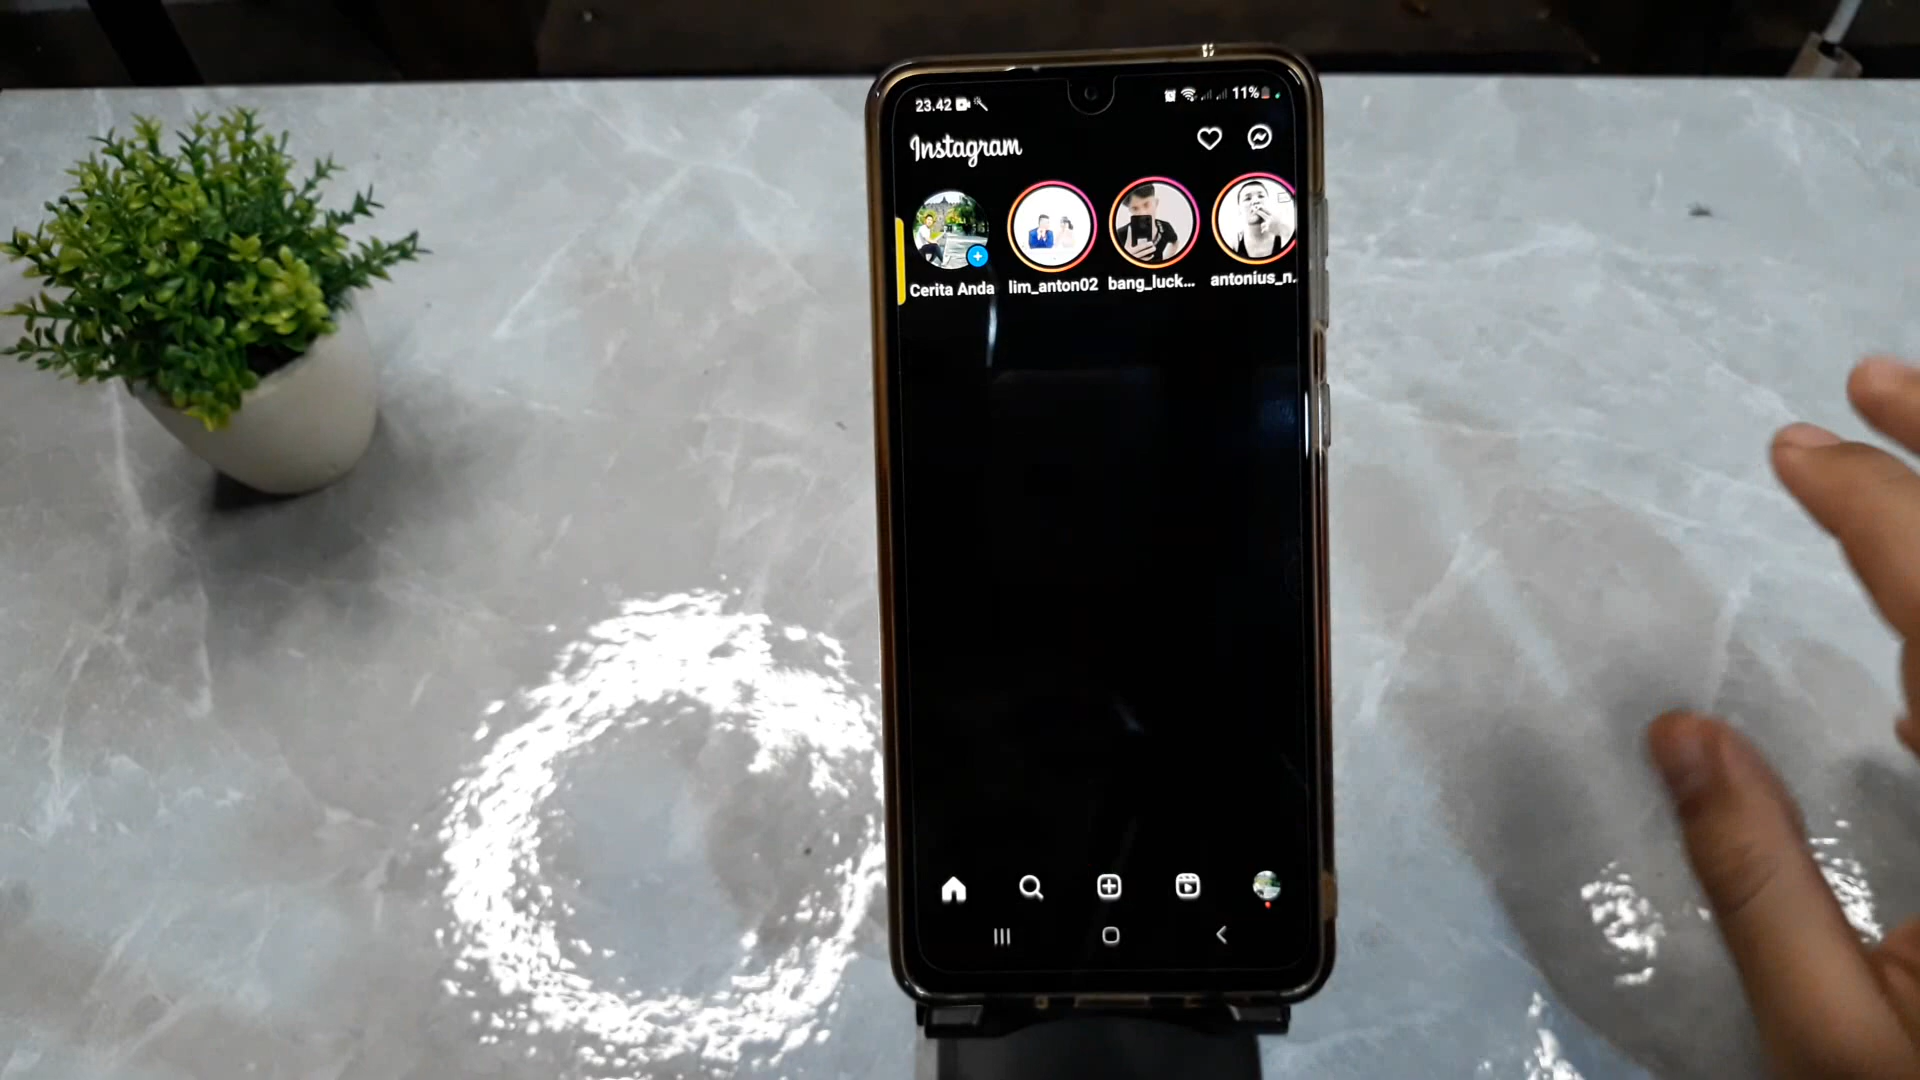 23.42
11%
Instagram
Cerita Anda
lim_anton02
bang_luck...
antonius_n..